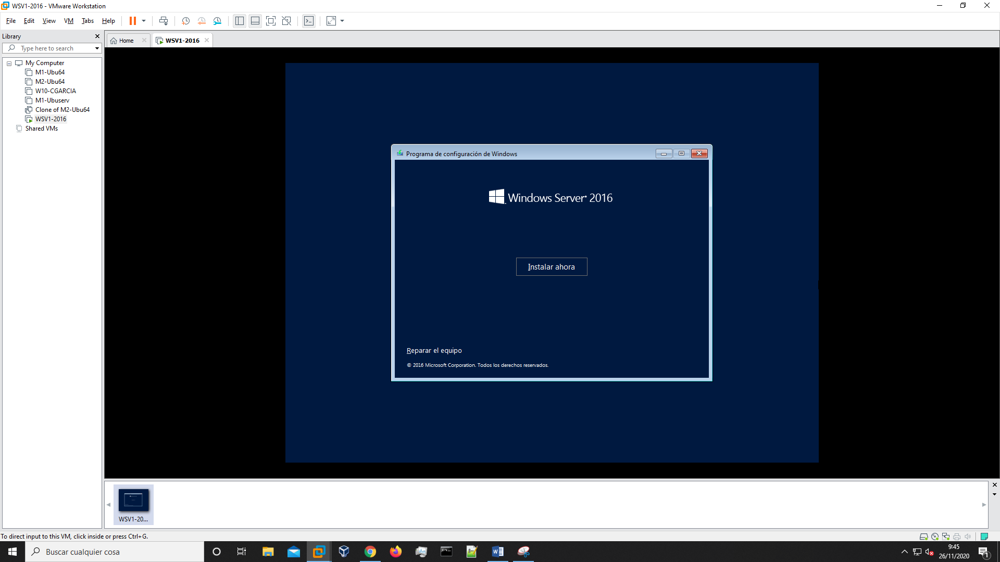 WSV1-2016 - VMware Workstation
File Edit View VM Tabs Help
Library
Type here to search
My Computer
M1-Ubu64
M2-Ubu64
W10-CGARCIA
M1-Ubuserv
Clone of M2-Ubu64
WSV1-2016
Shared VMs
Home
WSV1-2016
Programa de configuración de Windows
Windows Server 2016
Instalar ahora
Reparar el equipo
© 2016 Microsoft Corporation. Todos los derechos reservados.
WSV1-20...
To direct input to this VM, click inside or press Ctrl+G.
Buscar cualquier cosa
9:45
26/11/2020
1